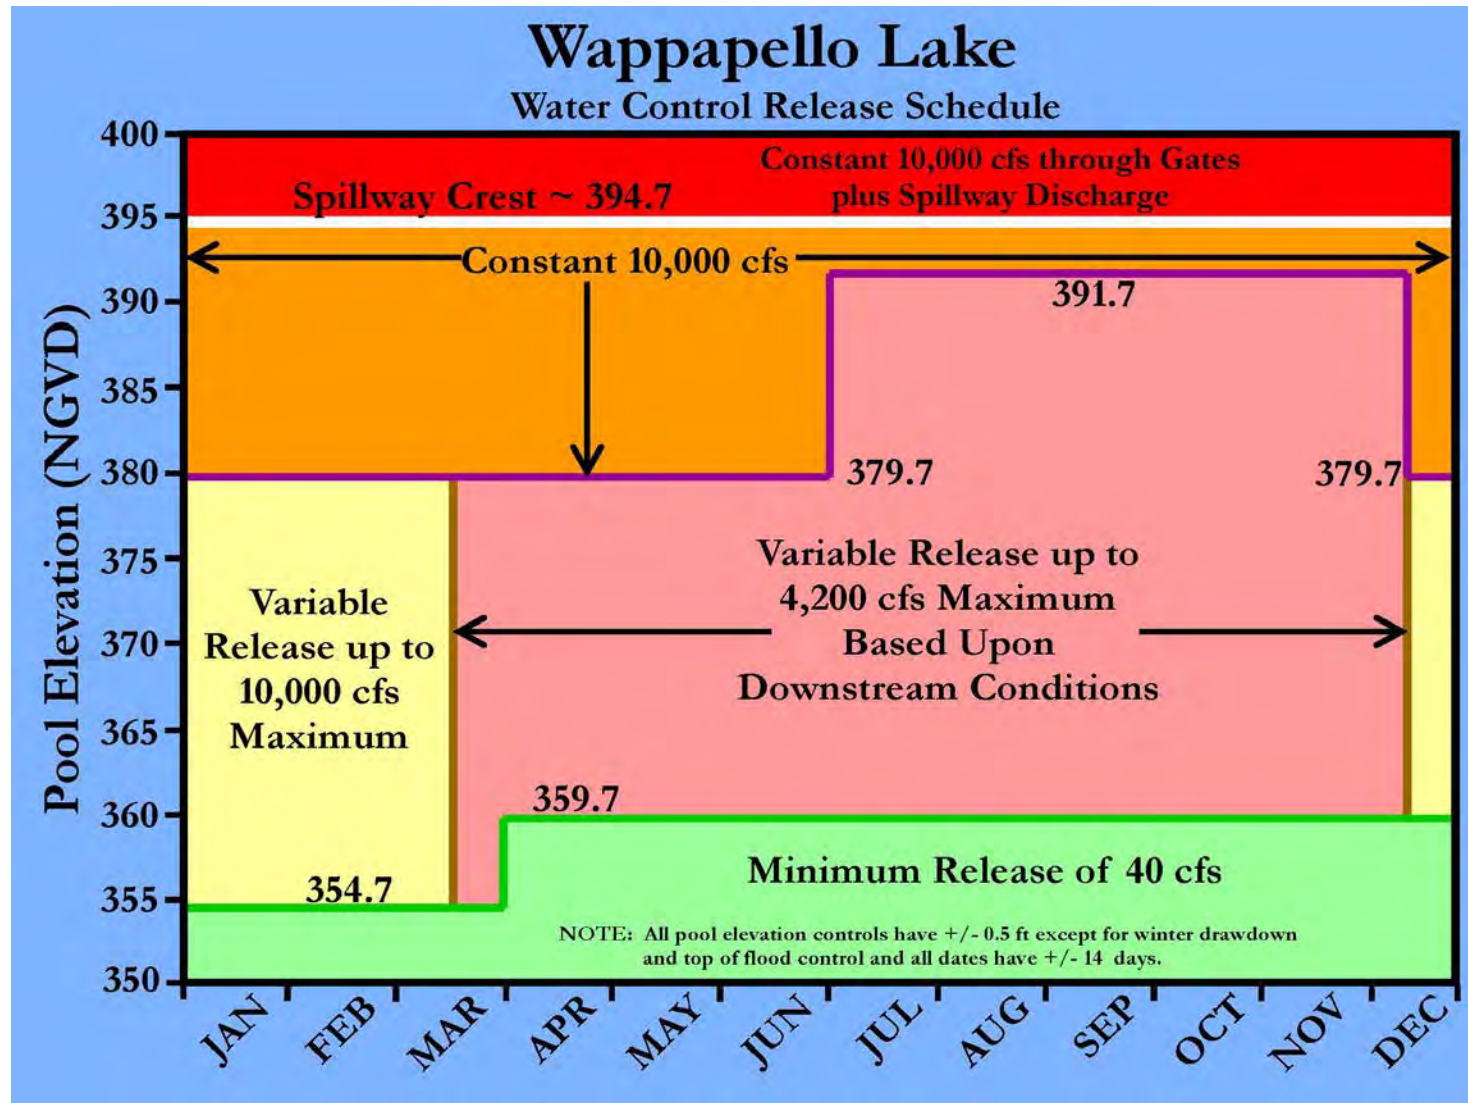 Wappapello Lake
Water Control Release Schedule
Pool Elevation (NGVD)
400
395
390
385
380
375
370
365
360
355
350
Constant 10,000 cfs through Gates
plus Spillway Discharge
Spillway Crest ~ 394.7
Constant 10,000 cfs
391.7
379.7
379.7
Variable Release up to
4,200 cfs Maximum
Based Upon
Downstream Conditions
Variable
Release up to
10,000 cfs
Maximum
359.7
354.7
Minimum Release of 40 cfs
NOTE: All pool elevation controls have +/- 0.5 ft except for winter drawdown
and top of flood control and all dates have +/- 14 days.
JAN
FEB
MAR
APR
MAY
JUN
JUL
AUG
SEP
OCT
NOV
DEC